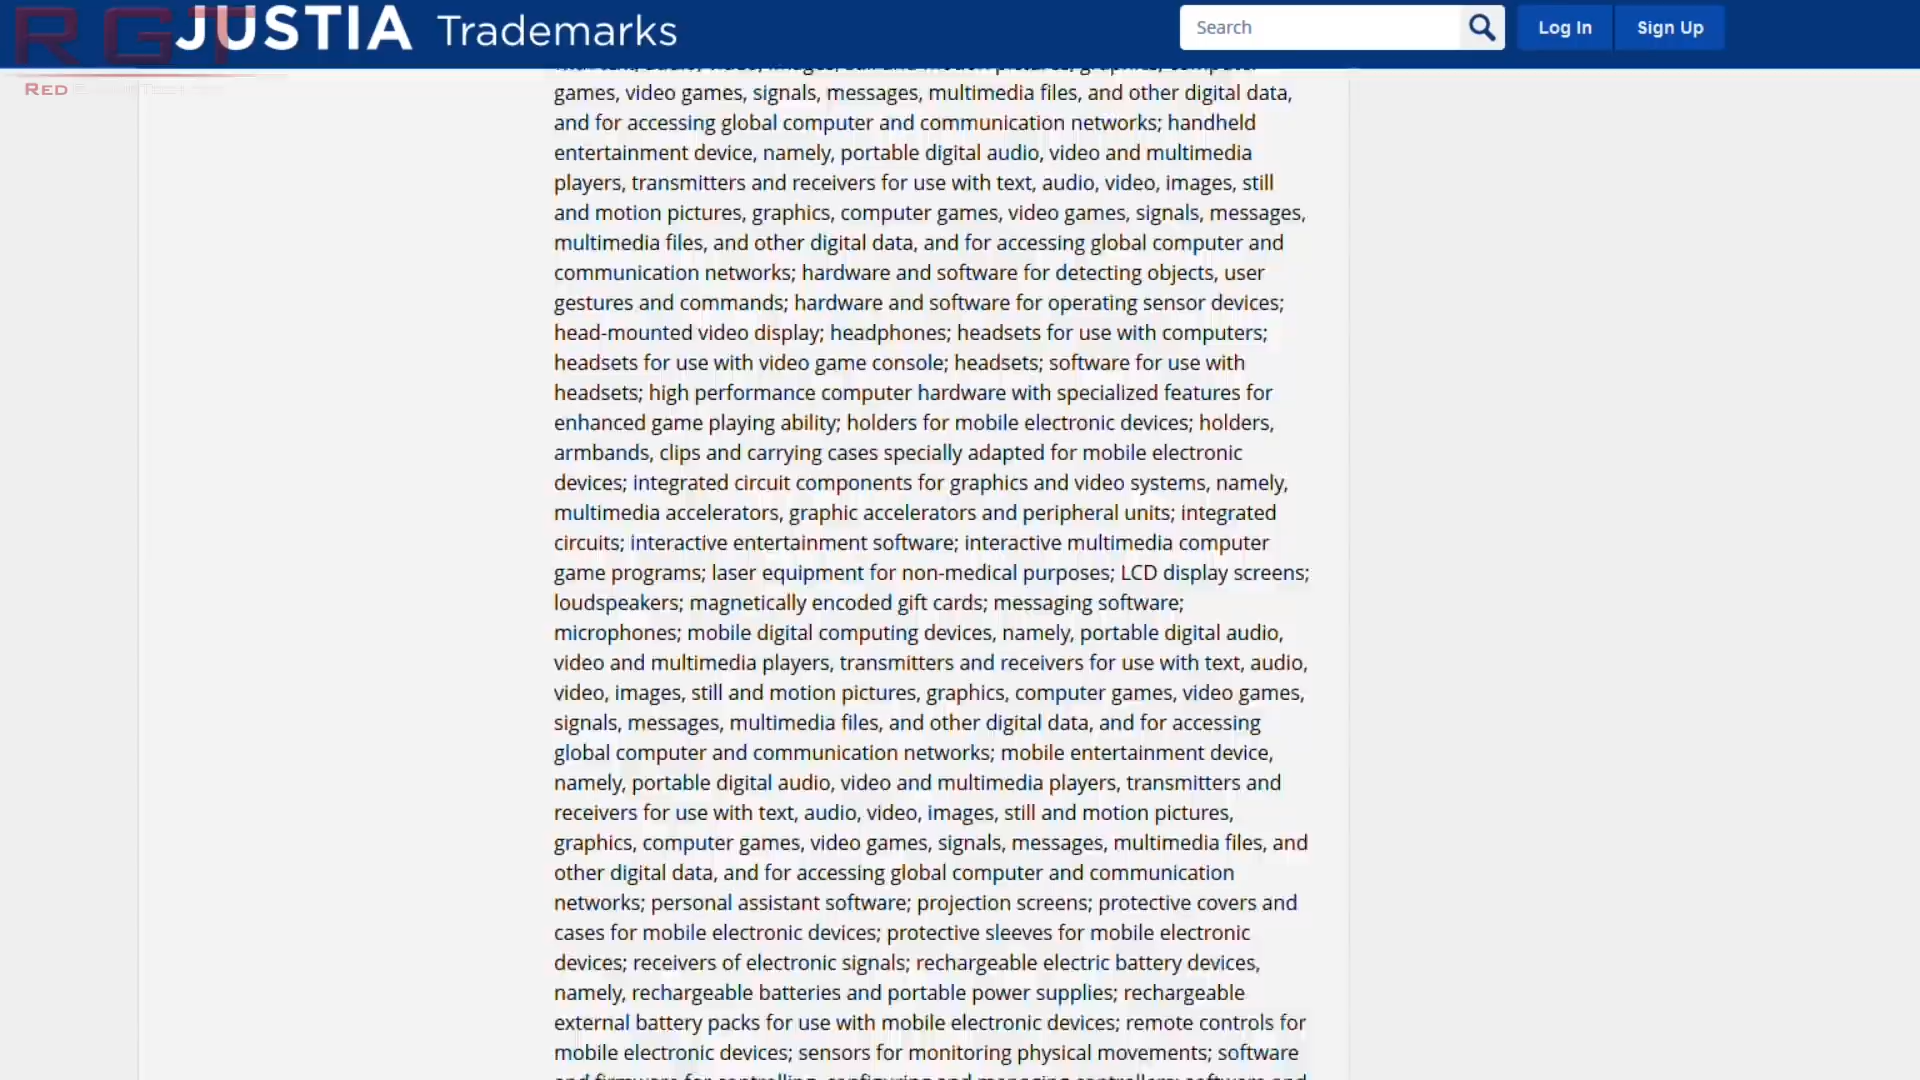 RGT
JUSTIA Trademarks
Search
Log In
Sign Up
RED
games, video games, signals, messages, multimedia files, and other digital data,
and for accessing global computer and communication networks; handheld
entertainment device, namely, portable digital audio, video and multimedia
players, transmitters and receivers for use with text, audio, video, images, still
and motion pictures, graphics, computer games, video games, signals, messages,
multimedia files, and other digital data, and for accessing global computer and
communication networks; hardware and software for detecting objects, user
gestures and commands; hardware and software for operating sensor devices;
head-mounted video display; headphones; headsets for use with computers;
headsets for use with video game console; headsets; software for use with
headsets; high performance computer hardware with specialized features for
enhanced game playing ability; holders for mobile electronic devices; holders,
armbands, clips and carrying cases specially adapted for mobile electronic
devices; integrated circuit components for graphics and video systems, namely,
multimedia accelerators, graphic accelerators and peripheral units; integrated
circuits; interactive entertainment software; interactive multimedia computer
game programs; laser equipment for non-medical purposes; LCD display screens;
loudspeakers; magnetically encoded gift cards; messaging software;
microphones; mobile digital computing devices, namely, portable digital audio,
video and multimedia players, transmitters and receivers for use with text, audio,
video, images, still and motion pictures, graphics, computer games, video games,
signals, messages, multimedia files, and other digital data, and for accessing
global computer and communication networks; mobile entertainment device,
namely, portable digital audio, video and multimedia players, transmitters and
receivers for use with text, audio, video, images, still and motion pictures,
graphics, computer games, video games, signals, messages, multimedia files, and
other digital data, and for accessing global computer and communication
networks; personal assistant software; projection screens; protective covers and
cases for mobile electronic devices; protective sleeves for mobile electronic
devices; receivers of electronic signals; rechargeable electric battery devices,
namely, rechargeable batteries and portable power supplies; rechargeable
external battery packs for use with mobile electronic devices; remote controls for
mobile electronic devices; sensors for monitoring physical movements; software